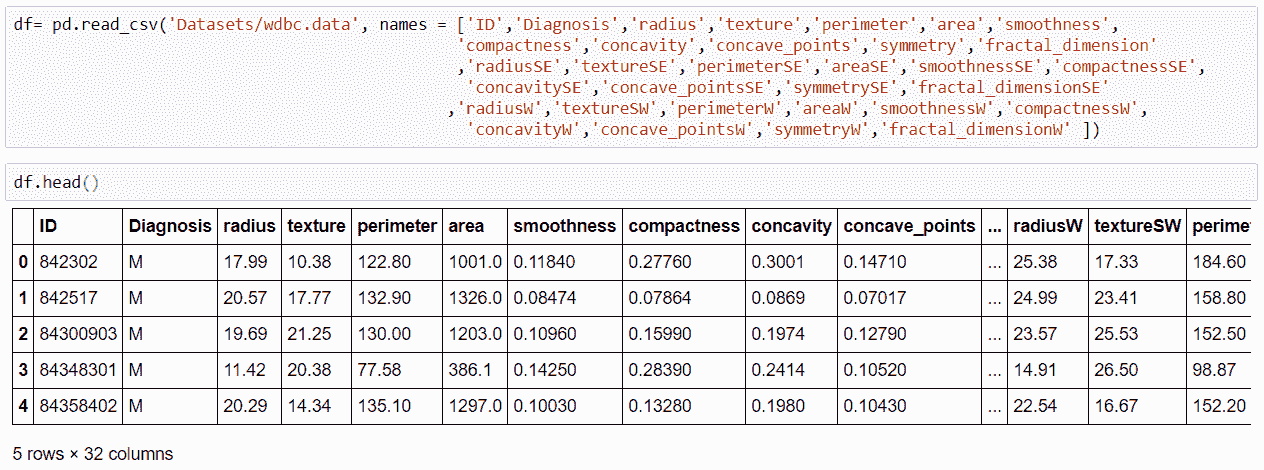 df= pd.read_csv('Datasets/wdbc.data', names = ['ID','Diagnosis','radius','texture','perimeter','area','smoothness',
'compactness','concavity','concave_points','symmetry','fractal_dimension'
,'radiusSE','textureSE','perimeterSE','areaSE','smoothnessSE','compactnessSE',
'concavitySE','concave_pointsSE','symmetrySE','fractal_dimensionSE'
,'radiusW','textureSW','perimeterW','areaW','smoothnessW','compactnessW',
'concavityW','concave_pointsW','symmetryW','fractal_dimensionW' ])
df.head()
ID Diagnosis radius texture perimeter area smoothness compactness concavity concave_points ... radiusW textureSW perime
0 842302 M 17.99 10.38 122.80 1001.0 0.11840 0.27760 0.3001 0.14710 ... 25.38 17.33 184.60
1 842517 M 20.57 17.77 132.90 1326.0 0.08474 0.07864 0.0869 0.07017 ... 24.99 23.41 158.80
2 84300903 M 19.69 21.25 130.00 1203.0 0.10960 0.15990 0.1974 0.12790 ... 23.57 25.53 152.50
3 84348301 M 11.42 20.38 77.58 386.1 0.14250 0.28390 0.2414 0.10520 ... 14.91 26.50 98.87
4 84358402 M 20.29 14.34 135.10 1297.0 0.10030 0.13280 0.1980 0.10430 ... 22.54 16.67 152.20
5 rows × 32 columns